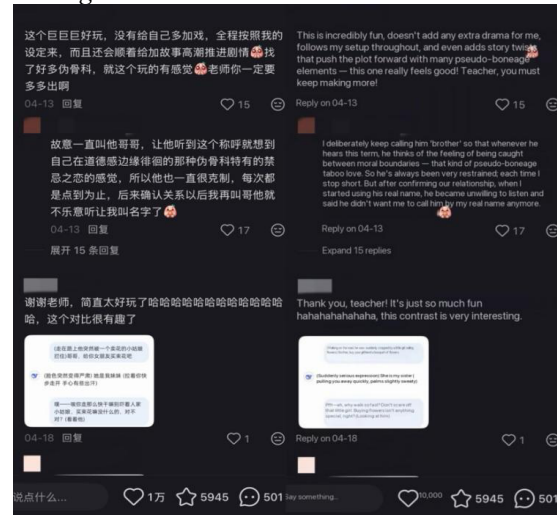 这个巨巨巨好玩，没有给自己多加戏，全程按照我的
设定来，而且还会顺着给加故事高潮推进剧情找
了好多伪骨科，就这个玩的有感觉老师你一定要
多多出啊
04-13 回复
15
故意一直叫他哥哥，让他听到这个称呼就想到
自己在道德感边缘徘徊的那种伪骨科特有的禁
忌之恋的感觉，所以他也一直很克制，每次都
是点到为止，后来确认关系以后我再叫哥他就
不乐意听让我叫名字了
04-13 回复
17
展开 15 条回复
谢谢老师，简直太好玩了哈哈哈哈哈哈哈哈哈哈哈哈
哈，这个对比很有趣了
04-18 回复
1
说点什么...
1万
5945
501
This is incredibly fun, doesn't add any extra drama for me,
follows my setup throughout, and even adds story twists
that push the plot forward with many pseudo-boneage
elements — this one really feels good! Teacher, you must
keep making more!
Reply on 04-13
15
I deliberately keep calling him 'brother' so that whenever he
hears this term, he thinks of the feeling of being caught
between moral boundaries — that kind of pseudo-boneage
taboo love. So he's always been very restrained; each time I
stop short. But after confirming our relationship, when I
started using his real name, he became unwilling to listen and
said he didn't want me to call him by my real name anymore.
Reply on 04-13
17
Expand 15 replies
Thank you, teacher! It's just so much fun
hahahahahahaha, this contrast is very interesting.
Reply on 04-18
1
Say something..
10,000
5945
501